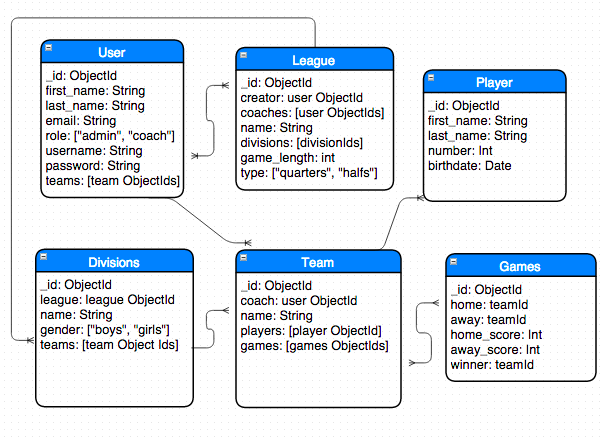 User
_id: ObjectId
first_name: String
last_name: String
email: String
role: ["admin", "coach"]
username: String
password: String
teams: [team ObjectIds]
League
_id: ObjectId
creator: user ObjectId
coaches: [user ObjectIds]
name: String
divisions: [divisionIds]
game_length: int
type: ["quarters", "halfs"]
Player
_id: ObjectId
first_name: String
last_name: String
number: Int
birthdate: Date
Divisions
_id: ObjectId
league: league ObjectId
name: String
gender: ["boys", "girls"]
teams: [team Object Ids]
Team
_id: ObjectId
coach: user ObjectId
name: String
players: [player ObjectId]
games: [games ObjectIds]
Games
_id: ObjectId
home: teamId
away: teamId
home_score: Int
away_score: Int
winner: teamId